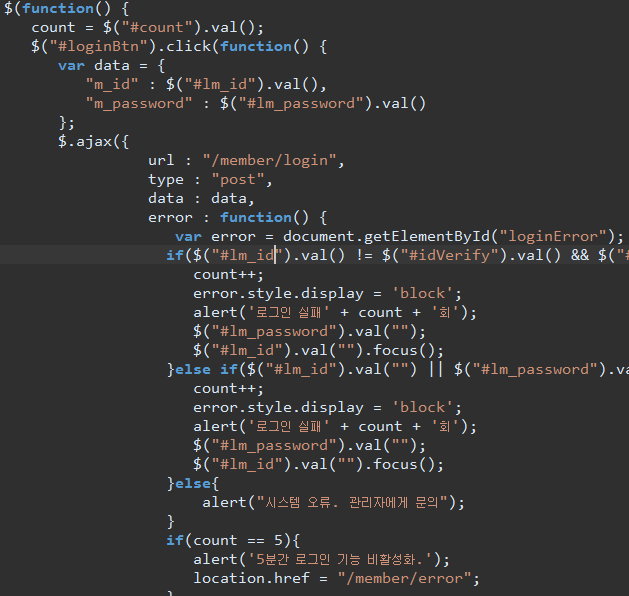 $(function() {
count = $("#count").val();
$("#loginBtn").click(function() {
var data = {
"m_id" : $("#lm_id").val(),
"m_password" : $("#lm_password").val()
};
$.ajax({
url : "/member/login",
type : "post",
data : data,
error : function() {
var error = document.getElementById("loginError");
if($("#lm_id").val() != $("#idVerify").val() && $("#
count++;
error.style.display = 'block';
alert('로그인 실패' + count + '회');
$("#lm_password").val("");
$("#lm_id").val("").focus();
}else if($("#lm_id").val("") || $("#lm_password").va
count++;
error.style.display = 'block';
alert('로그인 실패' + count + '회');
$("#lm_password").val("");
$("#lm_id").val("").focus();
}else{
alert("시스템 오류. 관리자에게 문의");
}
if(count == 5){
alert('5분간 로그인 기능 비활성화.');
location.href = "/member/error";
}